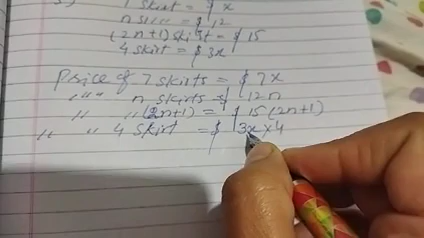 1 skirt = $ x
n skirt = $ 12
(2n+1) skirt = $ 15
4 skirt = $ 3x
Price of 7 skirts = $ 7x
" " n skirts = $ 12n
" " (2n+1) = $ 15(2n+1)
" " 4 skirt = $ 3x×4